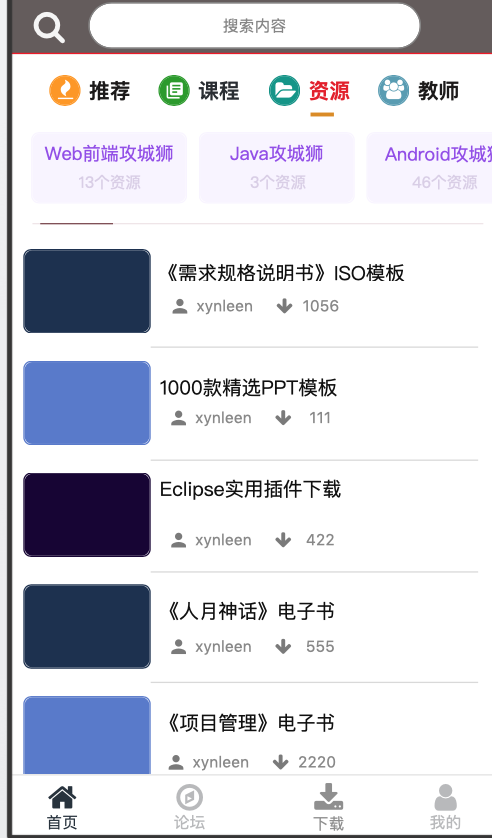 搜索内容
推荐 课程 资源 教师
Web前端攻城狮 Java攻城狮 Android攻城
13个资源 3个资源 46个资源
《需求规格说明书》ISO模板
xynleen 1056
1000款精选PPT模板
xynleen 111
Eclipse实用插件下载
xynleen 422
《人月神话》电子书
xynleen 555
《项目管理》电子书
xynleen 2220
首页 论坛 下载 我的